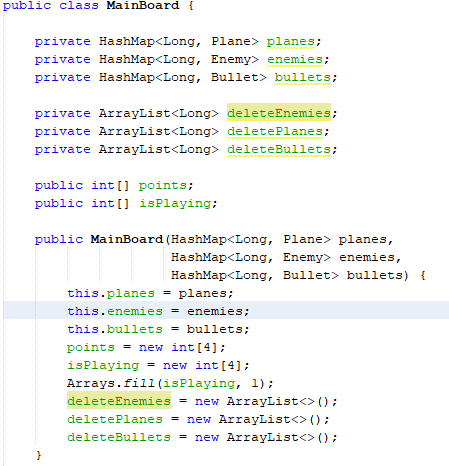 public class MainBoard {
private HashMap<Long, Plane> planes;
private HashMap<Long, Enemy> enemies;
private HashMap<Long, Bullet> bullets;
private ArrayList<Long> deleteEnemies;
private ArrayList<Long> deletePlanes;
private ArrayList<Long> deleteBullets;
public int[] points;
public int[] isPlaying;
public MainBoard(HashMap<Long, Plane> planes,
HashMap<Long, Enemy> enemies,
HashMap<Long, Bullet> bullets) {
this.planes = planes;
this.enemies = enemies;
this.bullets = bullets;
points = new int[4];
isPlaying = new int[4];
Arrays.fill(isPlaying, 1);
deleteEnemies = new ArrayList<>();
deletePlanes = new ArrayList<>();
deleteBullets = new ArrayList<>();
}